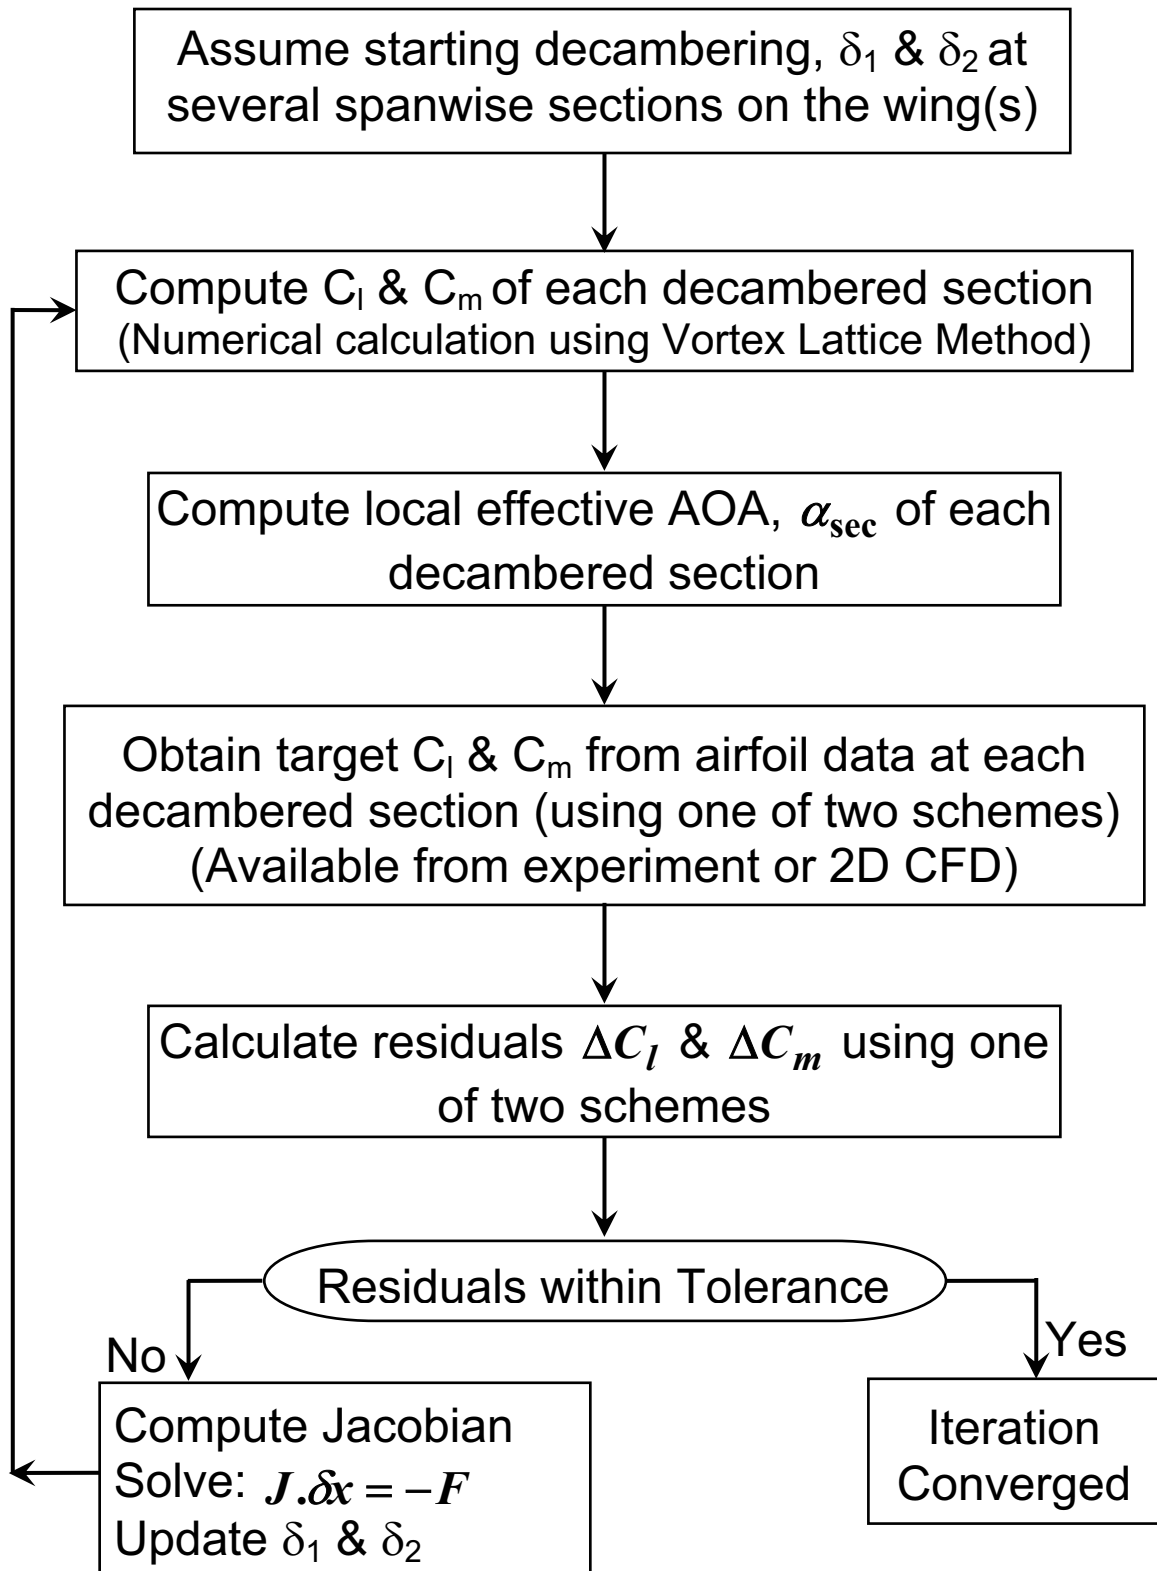 Assume starting decambering, δ₁ & δ₂ at
several spanwise sections on the wing(s)
Compute Cₗ & Cₘ of each decambered section
(Numerical calculation using Vortex Lattice Method)
Compute local effective AOA, α_sec of each
decambered section
Obtain target Cₗ & Cₘ from airfoil data at each
decambered section (using one of two schemes)
(Available from experiment or 2D CFD)
Calculate residuals ΔCₗ & ΔCₘ using one
of two schemes
Residuals within Tolerance
No
Yes
Compute Jacobian
Solve: J.δx = −F
Update δ₁ & δ₂
Iteration
Converged